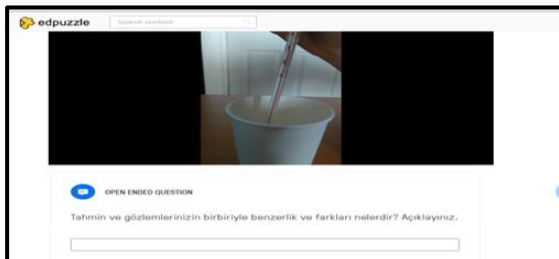 edpuzzle
Search content
OPEN ENDED QUESTION
Tahmin ve gözlemlerinizin birbiriyle benzerlik ve farkları nelerdir? Açıklayınız.